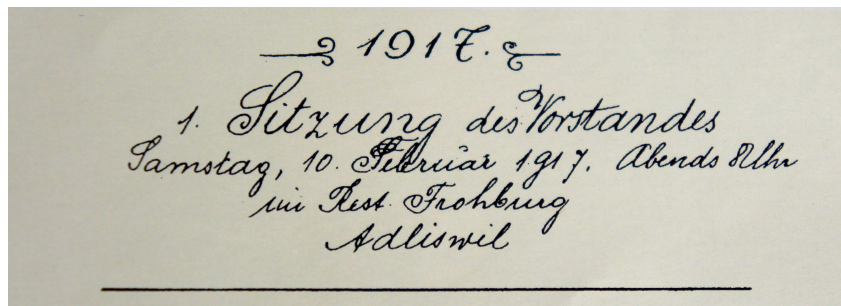 1917.
1. Sitzung des Vorstandes
Samstag, 10. Februar 1917. Abends 8 Uhr
im Rest. Frohburg
Adliswil